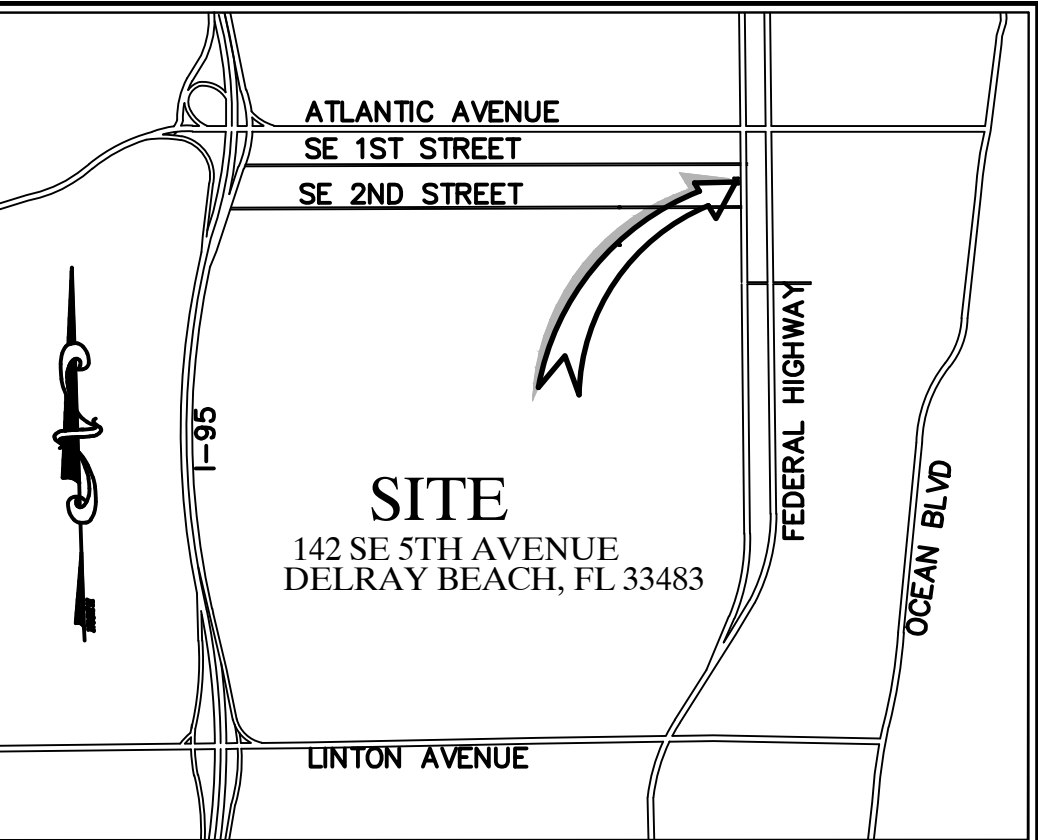 ATLANTIC AVENUE
SE 1ST STREET
SE 2ND STREET
I-95
FEDERAL HIGHWAY
OCEAN BLVD
SITE
142 SE 5TH AVENUE
DELRAY BEACH, FL 33483
LINTON AVENUE